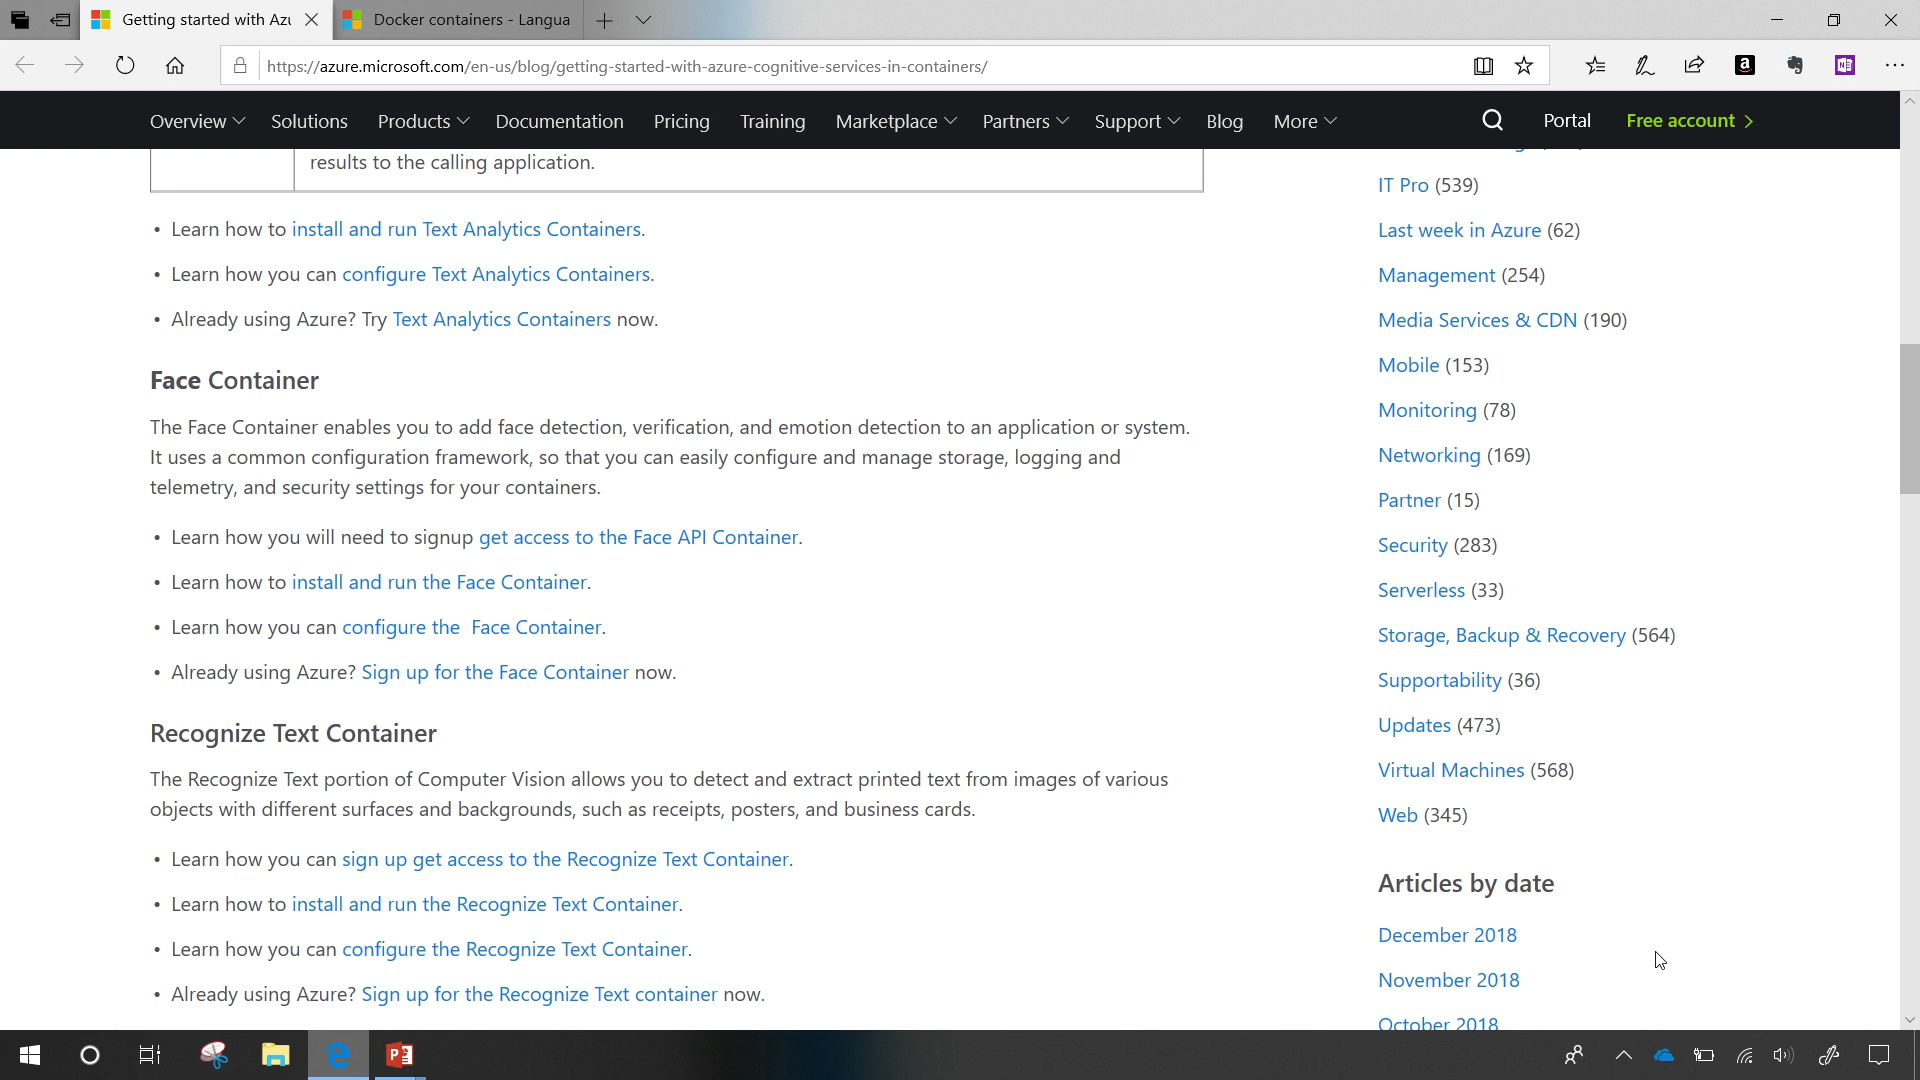 Getting started with Azu
Docker containers - Langua
https://azure.microsoft.com/en-us/blog/getting-started-with-azure-cognitive-services-in-containers/
Overview
Solutions
Products
Documentation
Pricing
Training
Marketplace
Partners
Support
Blog
More
Portal
Free account >
results to the calling application.
• Learn how to install and run Text Analytics Containers.
• Learn how you can configure Text Analytics Containers.
• Already using Azure? Try Text Analytics Containers now.
Face Container
The Face Container enables you to add face detection, verification, and emotion detection to an application or system.
It uses a common configuration framework, so that you can easily configure and manage storage, logging and
telemetry, and security settings for your containers.
• Learn how you will need to signup get access to the Face API Container.
• Learn how to install and run the Face Container.
• Learn how you can configure the Face Container.
• Already using Azure? Sign up for the Face Container now.
Recognize Text Container
The Recognize Text portion of Computer Vision allows you to detect and extract printed text from images of various
objects with different surfaces and backgrounds, such as receipts, posters, and business cards.
• Learn how you can sign up get access to the Recognize Text Container.
• Learn how to install and run the Recognize Text Container.
• Learn how you can configure the Recognize Text Container.
• Already using Azure? Sign up for the Recognize Text container now.
IT Pro (539)
Last week in Azure (62)
Management (254)
Media Services & CDN (190)
Mobile (153)
Monitoring (78)
Networking (169)
Partner (15)
Security (283)
Serverless (33)
Storage, Backup & Recovery (564)
Supportability (36)
Updates (473)
Virtual Machines (568)
Web (345)
Articles by date
December 2018
November 2018
October 2018